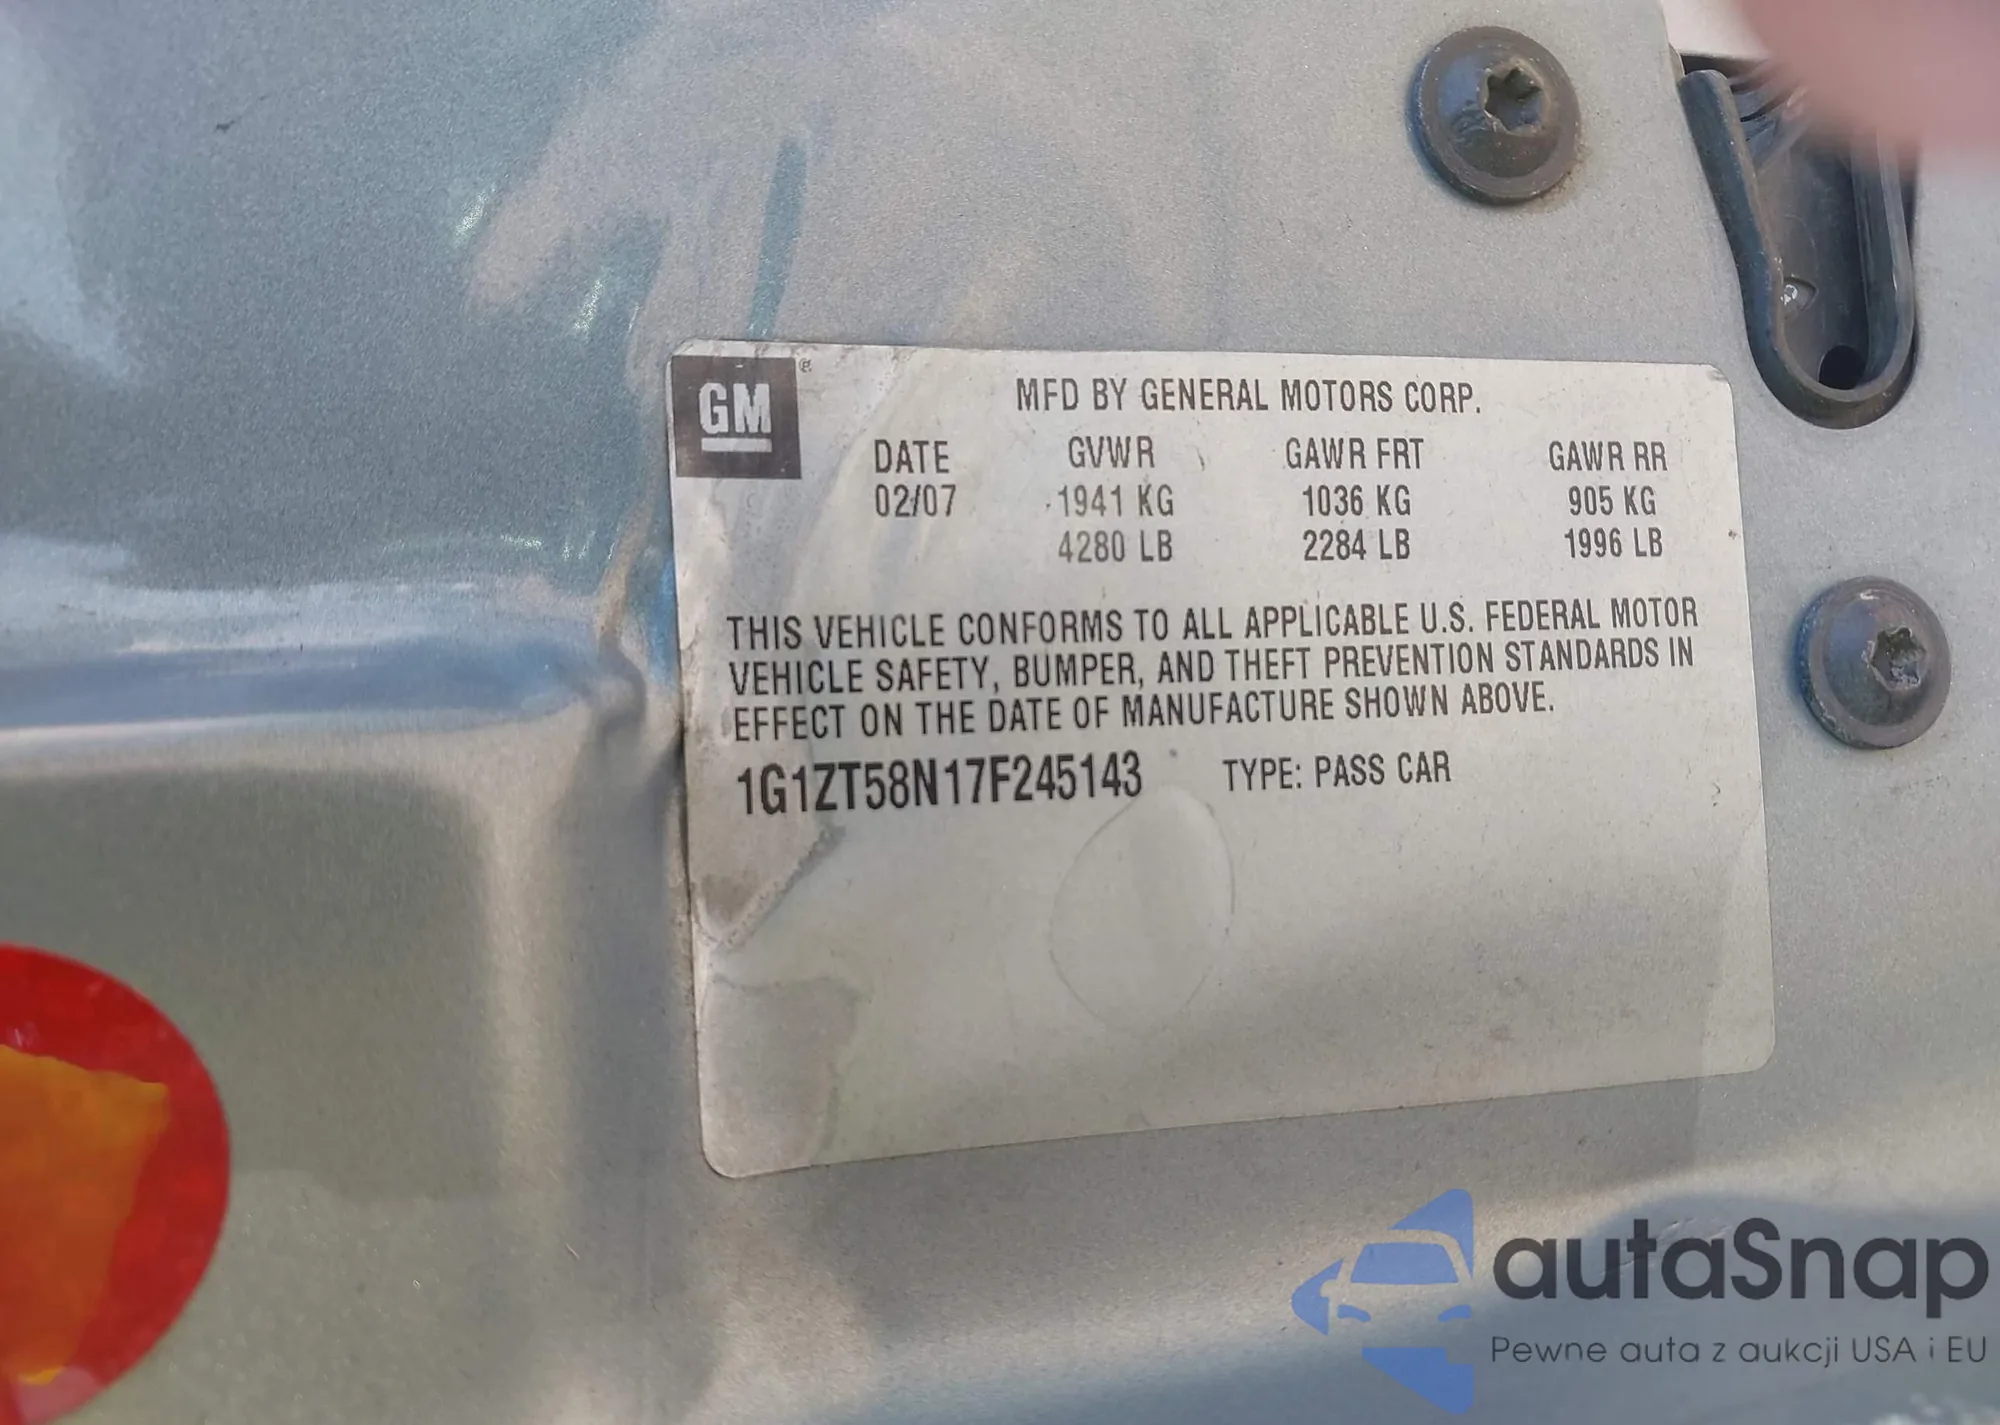 GM ®
MFD BY GENERAL MOTORS CORP.
DATE GVWR GAWR FRT GAWR RR
02/07 1941 KG 1036 KG 905 KG
4280 LB 2284 LB 1996 LB
THIS VEHICLE CONFORMS TO ALL APPLICABLE U.S. FEDERAL MOTOR
VEHICLE SAFETY, BUMPER, AND THEFT PREVENTION STANDARDS IN
EFFECT ON THE DATE OF MANUFACTURE SHOWN ABOVE.
1G1ZT58N17F245143 TYPE: PASS CAR
autaSnap
Pewne auta z aukcji USA i EU